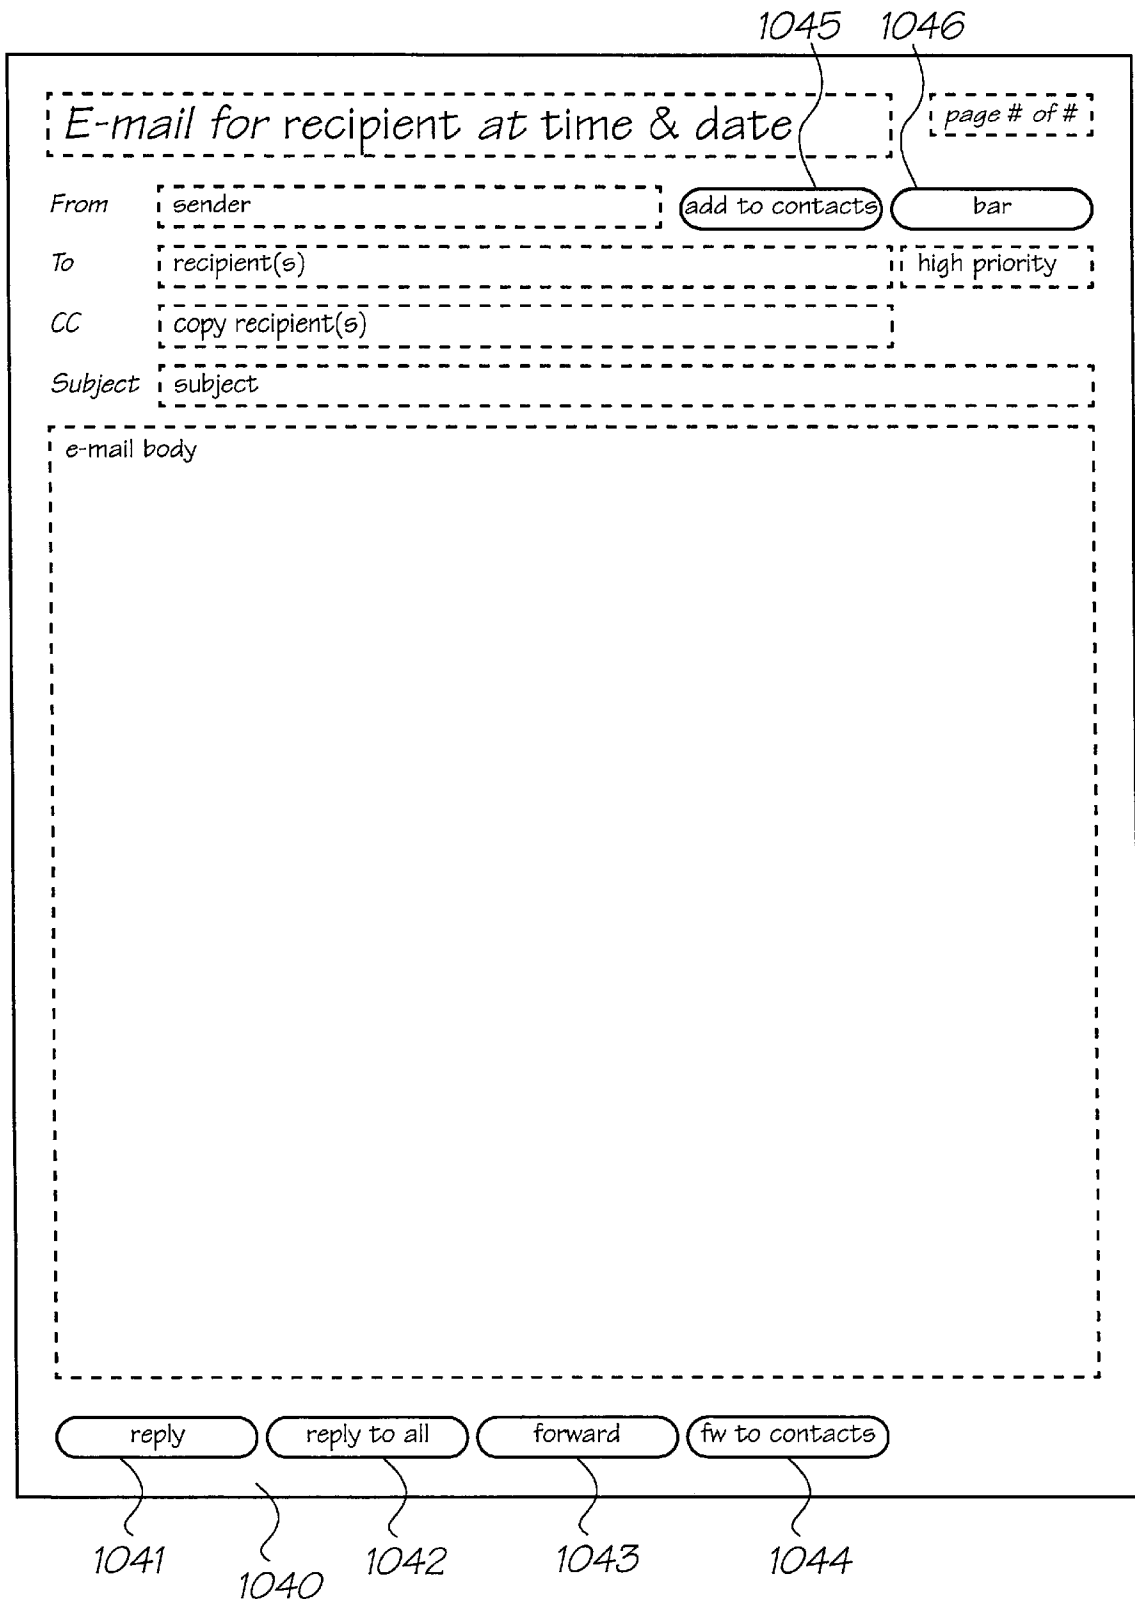 1045 1046
E-mail for recipient at time & date page # of #
From sender add to contacts bar
To recipient(s) high priority
CC copy recipient(s)
Subject subject
e-mail body
reply reply to all forward fw to contacts
1041 1040 1042 1043 1044